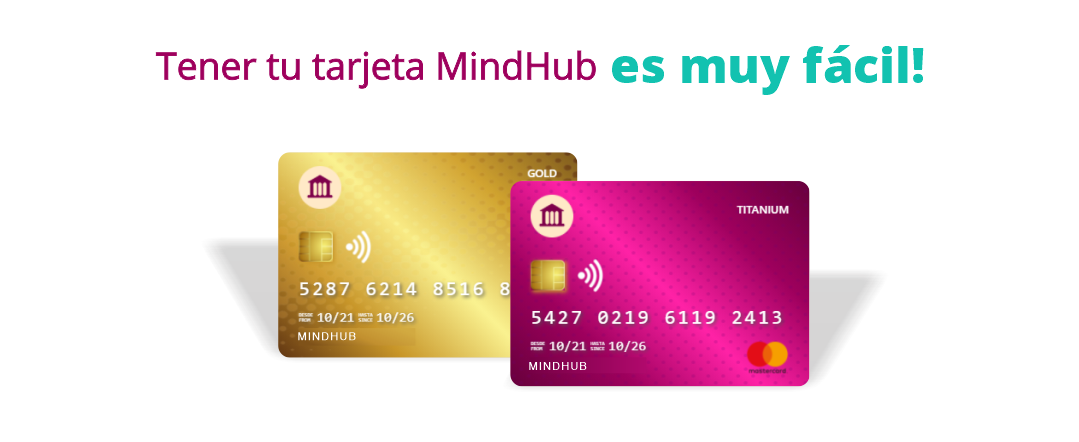 Tener tu tarjeta MindHub es muy fácil!
GOLD
5287 6214 8516 8
DESDE FROM 10/21 HASTA SINCE 10/26
MINDHUB
TITANIUM
5427 0219 6119 2413
DESDE FROM 10/21 HASTA SINCE 10/26
MINDHUB
mastercard